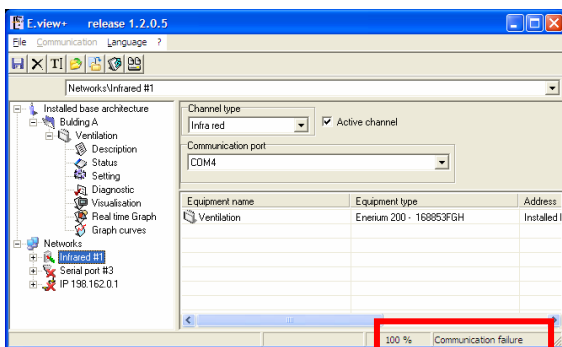 E.view+ release 1.2.0.5
File Communication Language ?
TI
Networks\Infrared #1
Installed base architecture
Bulding A
Ventilation
Description
Status
Setting
Diagnostic
Visualisation
Real time Graph
Graph curves
Networks
Infrared #1
Serial port #3
IP 198.162.0.1
Channel type
Infra red
Active channel
Communication port
COM4
Equipment name Equipment type Address
Ventilation Enerium 200 - 168853FGH Installed I
100 % Communication failure